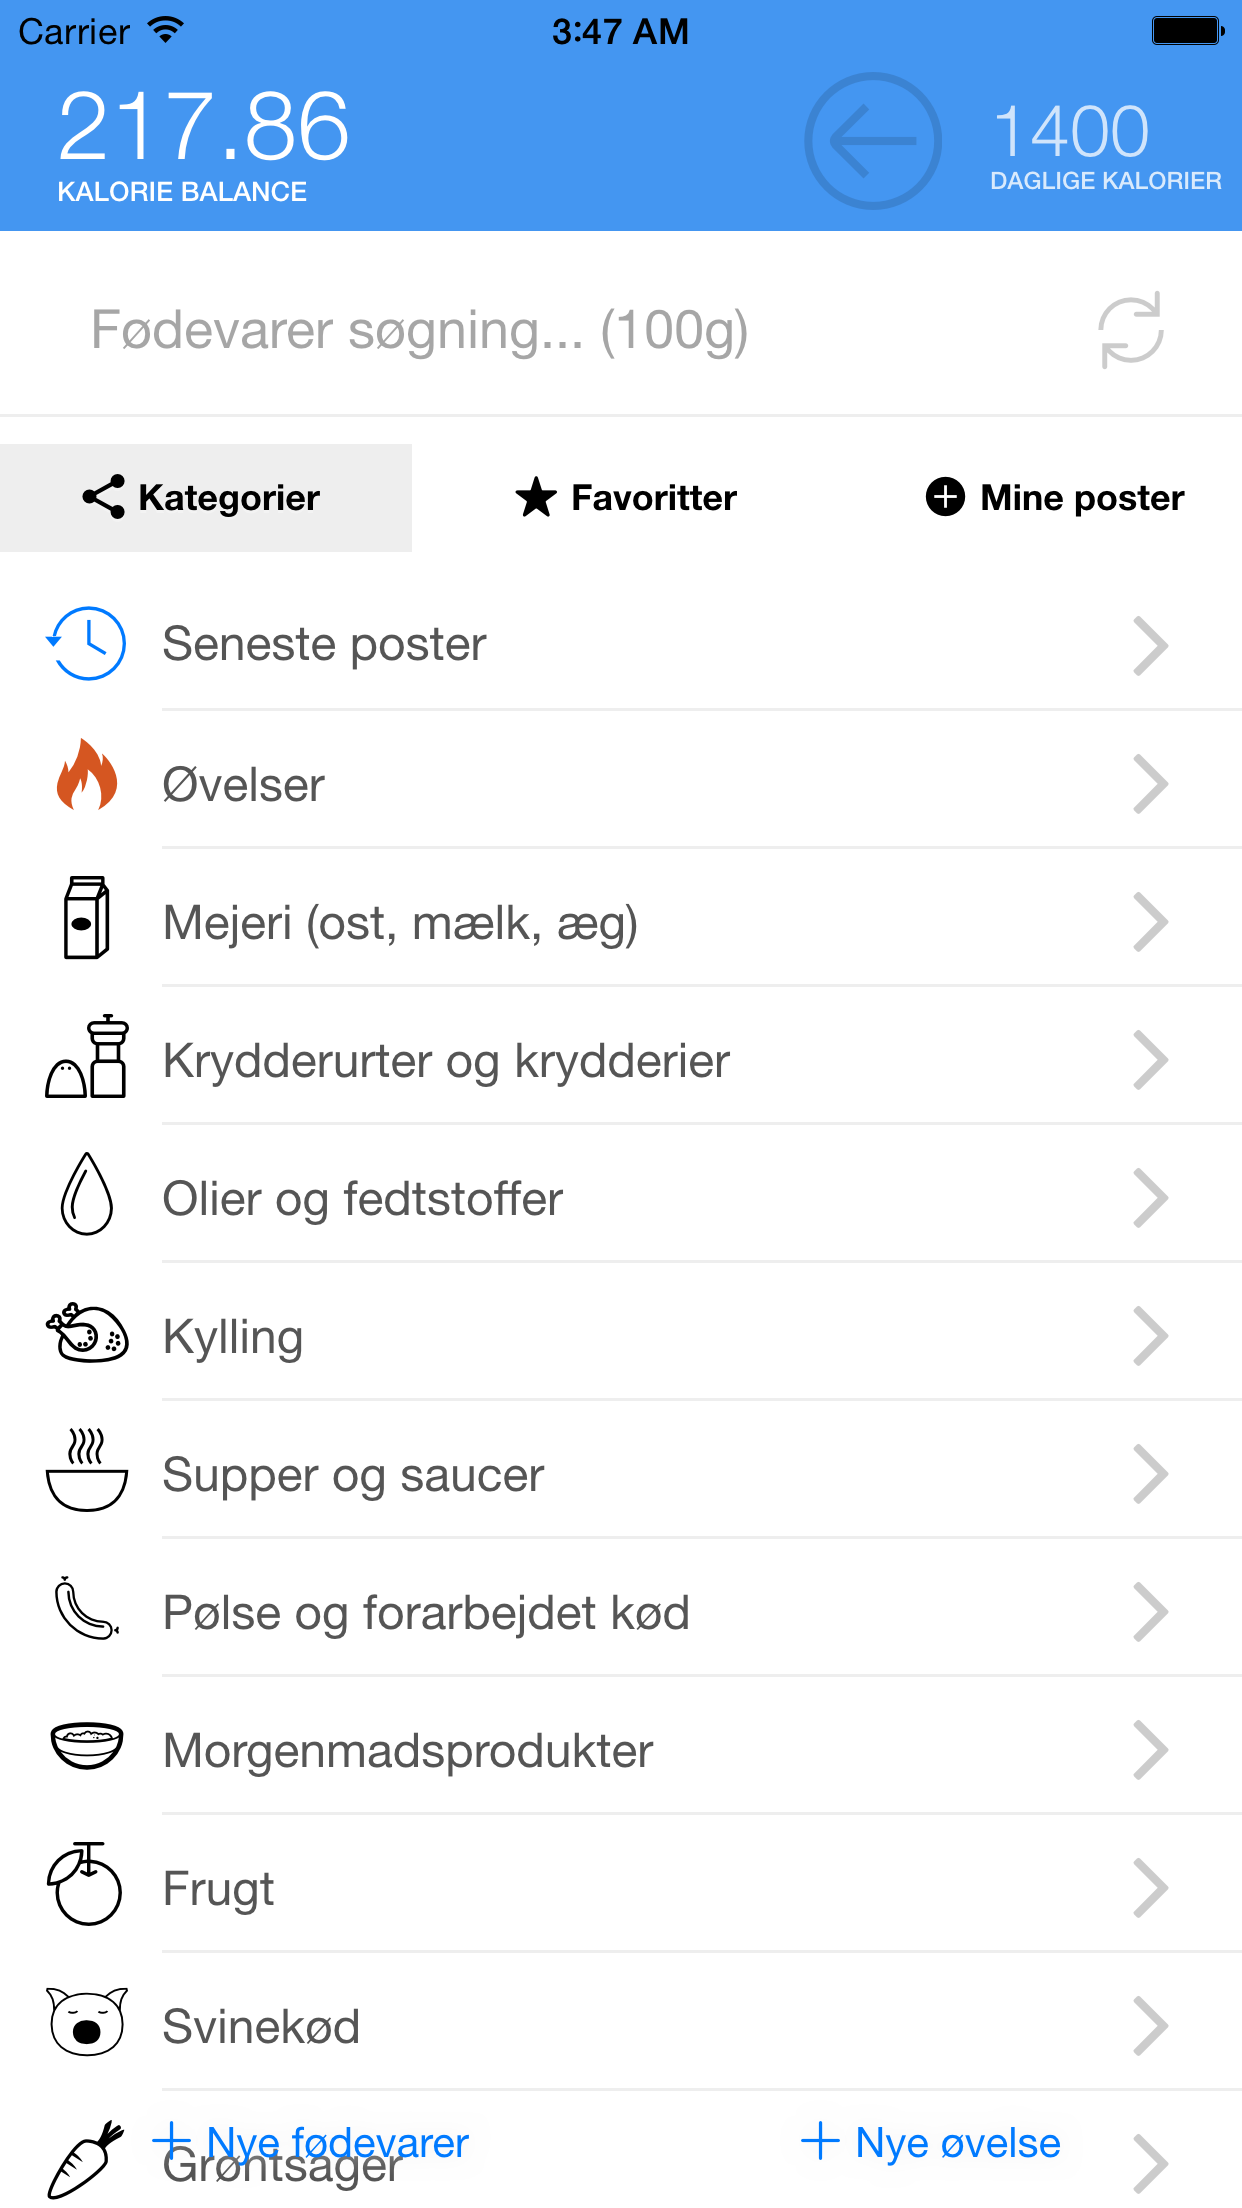 Carrier 3:47 AM
217.86
KALORIE BALANCE
1400
DAGLIGE KALORIER
Fødevarer søgning... (100g)
Kategorier Favoritter Mine poster
Seneste poster
Øvelser
Mejeri (ost, mælk, æg)
Krydderurter og krydderier
Olier og fedtstoffer
Kylling
Supper og saucer
Pølse og forarbejdet kød
Morgenmadsprodukter
Frugt
Svinekød
Nye fødevarer Nye øvelse
Grøntsager